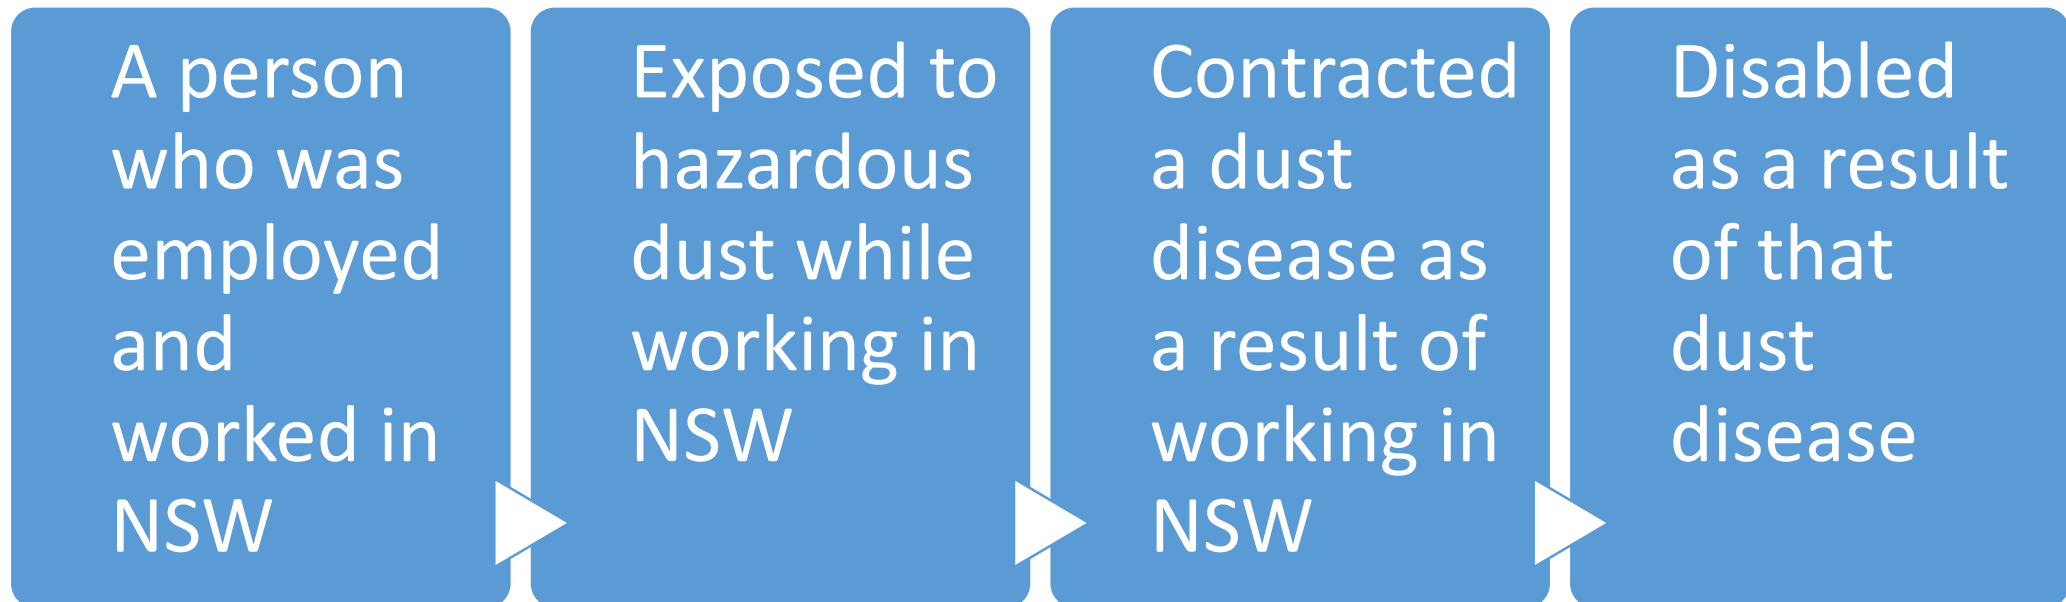 A person
who was
employed
and
worked in
NSW
Exposed to
hazardous
dust while
working in
NSW
Contracted
a dust
disease as
a result of
working in
NSW
Disabled
as a result
of that
dust
disease